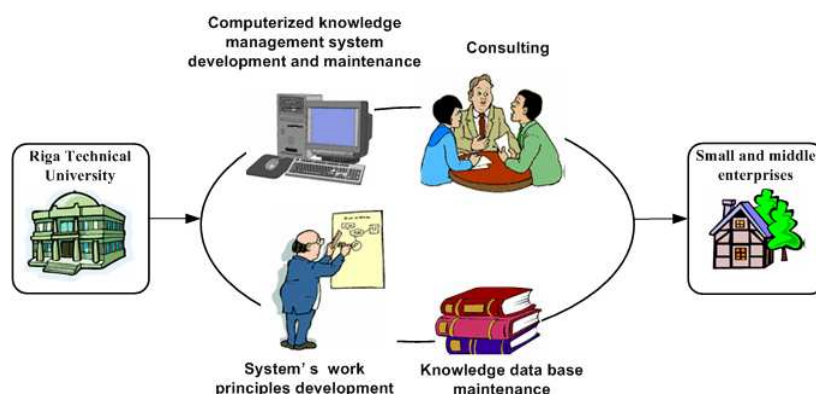 Computerized knowledge
management system
development and maintenance
Consulting
Riga Technical
University
Small and middle
enterprises
System's work
principles development
Knowledge data base
maintenance